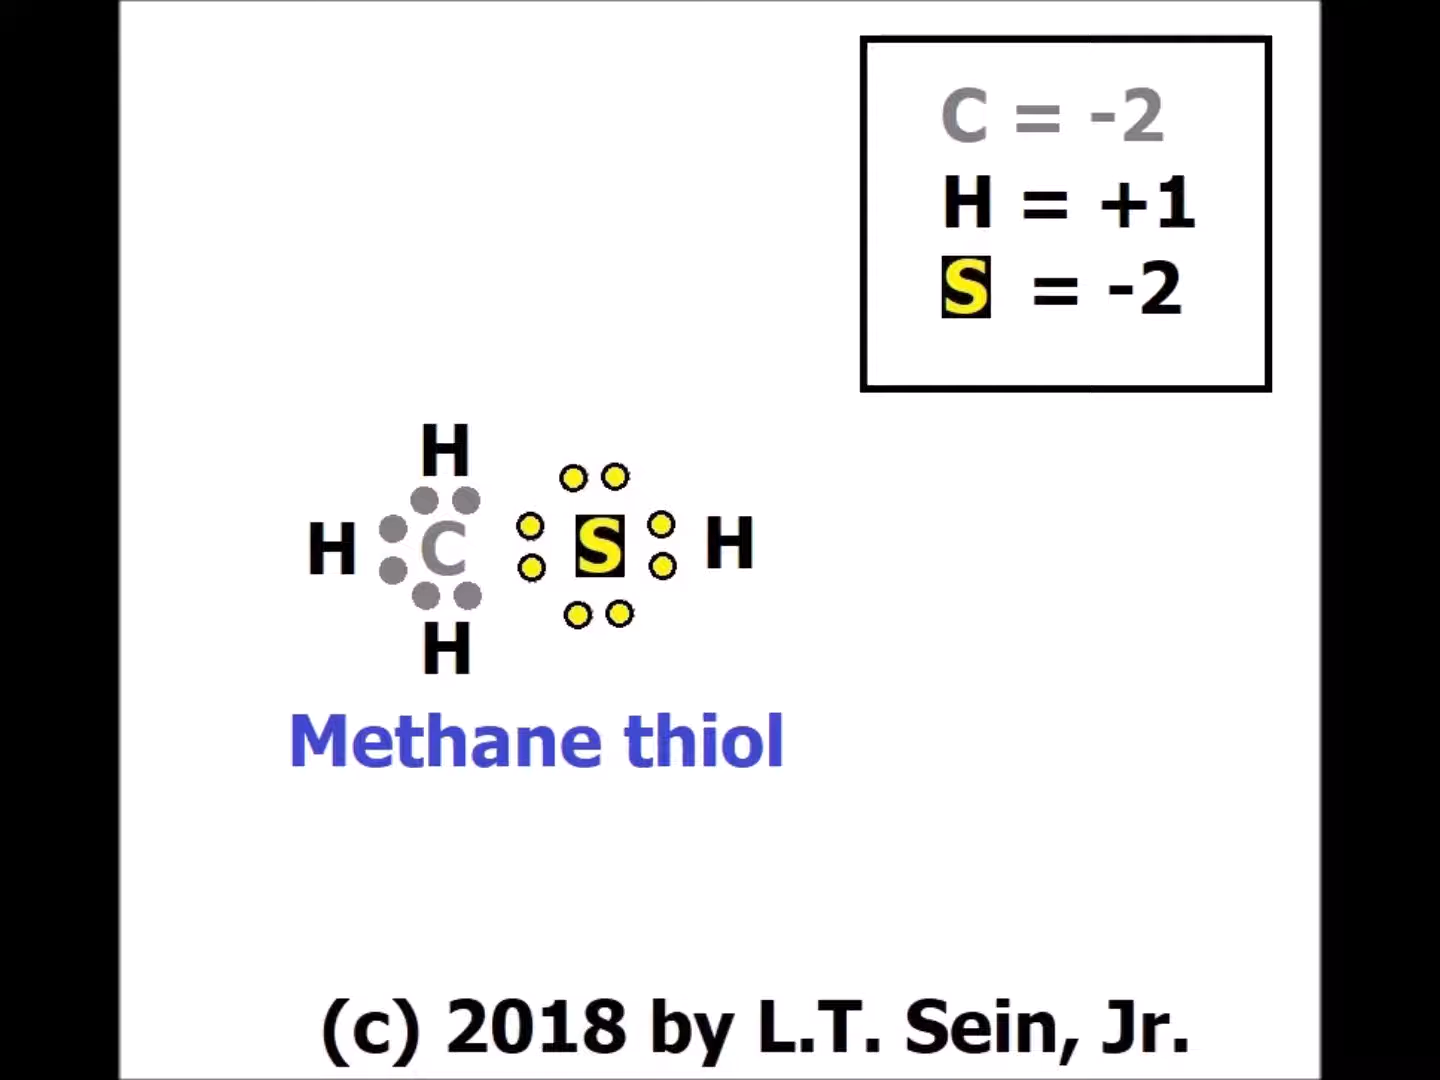 C = -2
H = +1
S = -2
H
H C S H
H
Methane thiol
(c) 2018 by L.T. Sein, Jr.